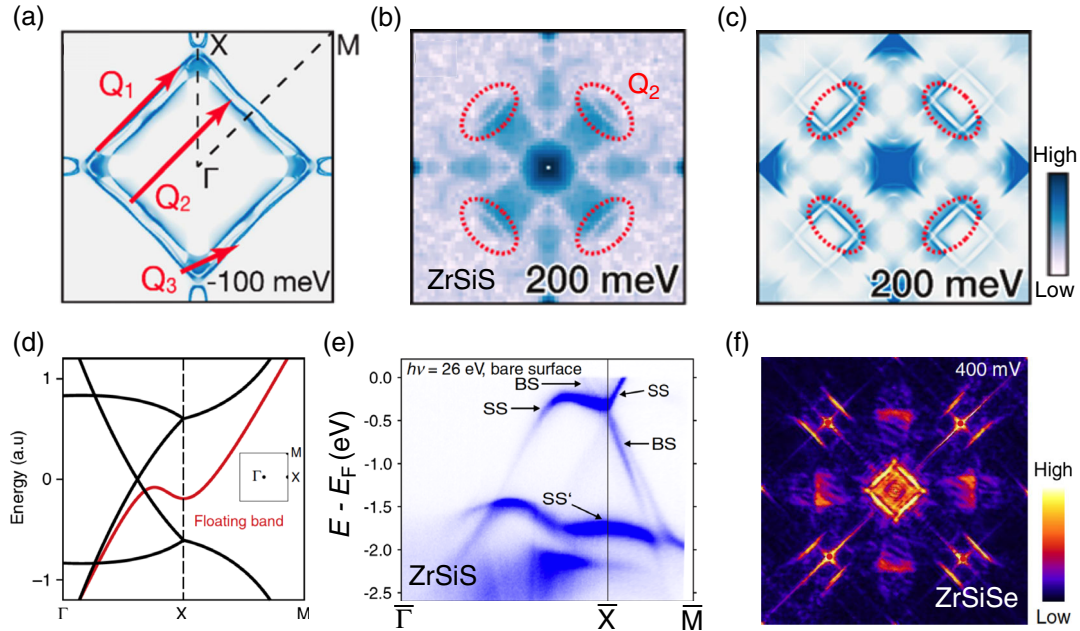 (a)
X
M
Q1
Γ
Q2
Q3
-100 meV
(b)
Q2
ZrSiS
200 meV
(c)
200 meV
High
Low
(d)
Energy (a.u)
1
0
−1
Γ
X
M
M
Γ
X
Floating band
(e)
E - EF (eV)
0.0
-0.5
-1.0
-1.5
-2.0
-2.5
hν = 26 eV, bare surface
BS
SS
SS
BS
SS‘
ZrSiS
Γ̅
X̅
M̅
(f)
400 mV
ZrSiSe
High
Low